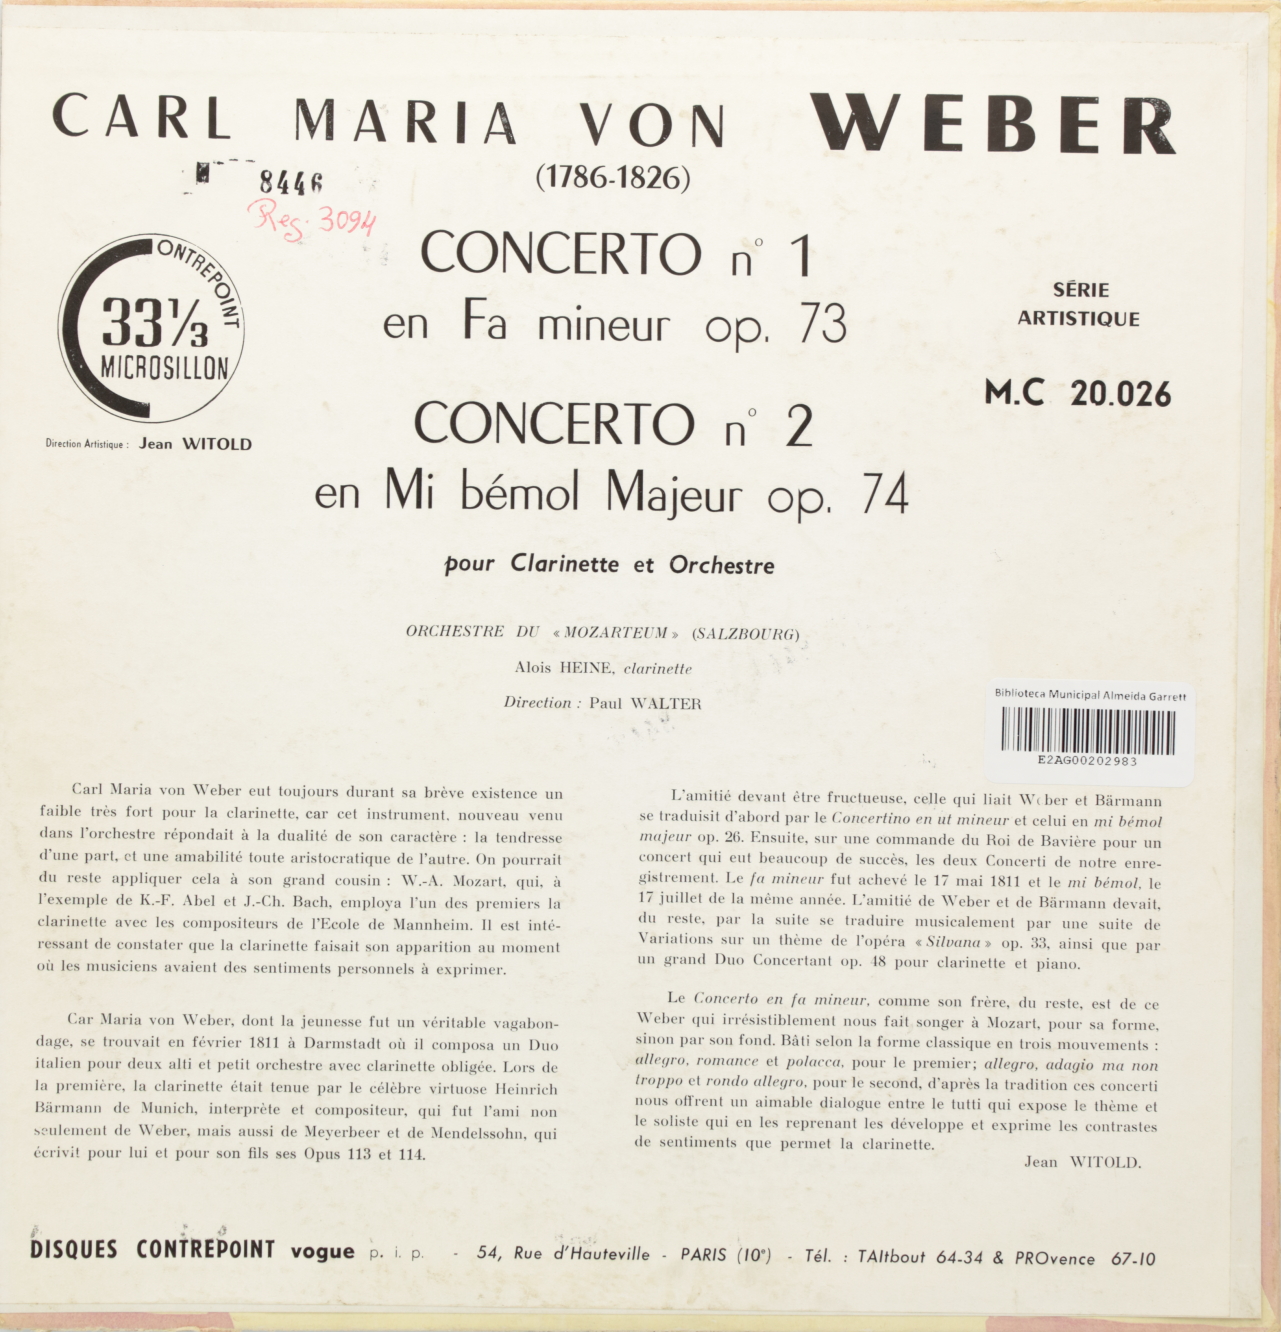 CARL MARIA VON WEBER
(1786-1826)
8446
Reg. 3094
CONTREPOINT
33 1/3
MICROSILLON
Direction Artistique : Jean WITOLD
CONCERTO n° 1
en Fa mineur op. 73
SÉRIE
ARTISTIQUE
M.C 20.026
CONCERTO n° 2
en Mi bémol Majeur op. 74
pour Clarinette et Orchestre
ORCHESTRE DU « MOZARTEUM » (SALZBOURG)
Alois HEINE, clarinette
Direction : Paul WALTER
Biblioteca Municipal Almeida Garrett
E2AG00202983
Carl Maria von Weber eut toujours durant sa brève existence un
faible très fort pour la clarinette, car cet instrument, nouveau venu
dans l'orchestre répondait à la dualité de son caractère : la tendresse
d'une part, et une amabilité toute aristocratique de l'autre. On pourrait
du reste appliquer cela à son grand cousin : W.-A. Mozart, qui, à
l'exemple de K.-F. Abel et J.-Ch. Bach, employa l'un des premiers la
clarinette avec les compositeurs de l'Ecole de Mannheim. Il est inté-
ressant de constater que la clarinette faisait son apparition au moment
où les musiciens avaient des sentiments personnels à exprimer.
Car Maria von Weber, dont la jeunesse fut un véritable vagabon-
dage, se trouvait en février 1811 à Darmstadt où il composa un Duo
italien pour deux alti et petit orchestre avec clarinette obligée. Lors de
la première, la clarinette était tenue par le célèbre virtuose Heinrich
Bärmann de Munich, interprète et compositeur, qui fut l'ami non
seulement de Weber, mais aussi de Meyerbeer et de Mendelssohn, qui
écrivit pour lui et pour son fils ses Opus 113 et 114.
L'amitié devant être fructueuse, celle qui liait Weber et Bärmann
se traduisit d'abord par le Concertino en ut mineur et celui en mi bémol
majeur op. 26. Ensuite, sur une commande du Roi de Bavière pour un
concert qui eut beaucoup de succès, les deux Concerti de notre enre-
gistrement. Le fa mineur fut achevé le 17 mai 1811 et le mi bémol, le
17 juillet de la même année. L'amitié de Weber et de Bärmann devait,
du reste, par la suite se traduire musicalement par une suite de
Variations sur un thème de l'opéra « Silvana » op. 33, ainsi que par
un grand Duo Concertant op. 48 pour clarinette et piano.
Le Concerto en fa mineur, comme son frère, du reste, est de ce
Weber qui irrésistiblement nous fait songer à Mozart, pour sa forme,
sinon par son fond. Bâti selon la forme classique en trois mouvements :
allegro, romance et polacca, pour le premier; allegro, adagio ma non
troppo et rondo allegro, pour le second, d'après la tradition ces concerti
nous offrent un aimable dialogue entre le tutti qui expose le thème et
le soliste qui en les reprenant les développe et exprime les contrastes
de sentiments que permet la clarinette.
Jean WITOLD.
DISQUES CONTREPOINT vogue p. i. p. - 54, Rue d'Hauteville - PARIS (10e) - Tél. : TAItbout 64-34 & PROvence 67-10